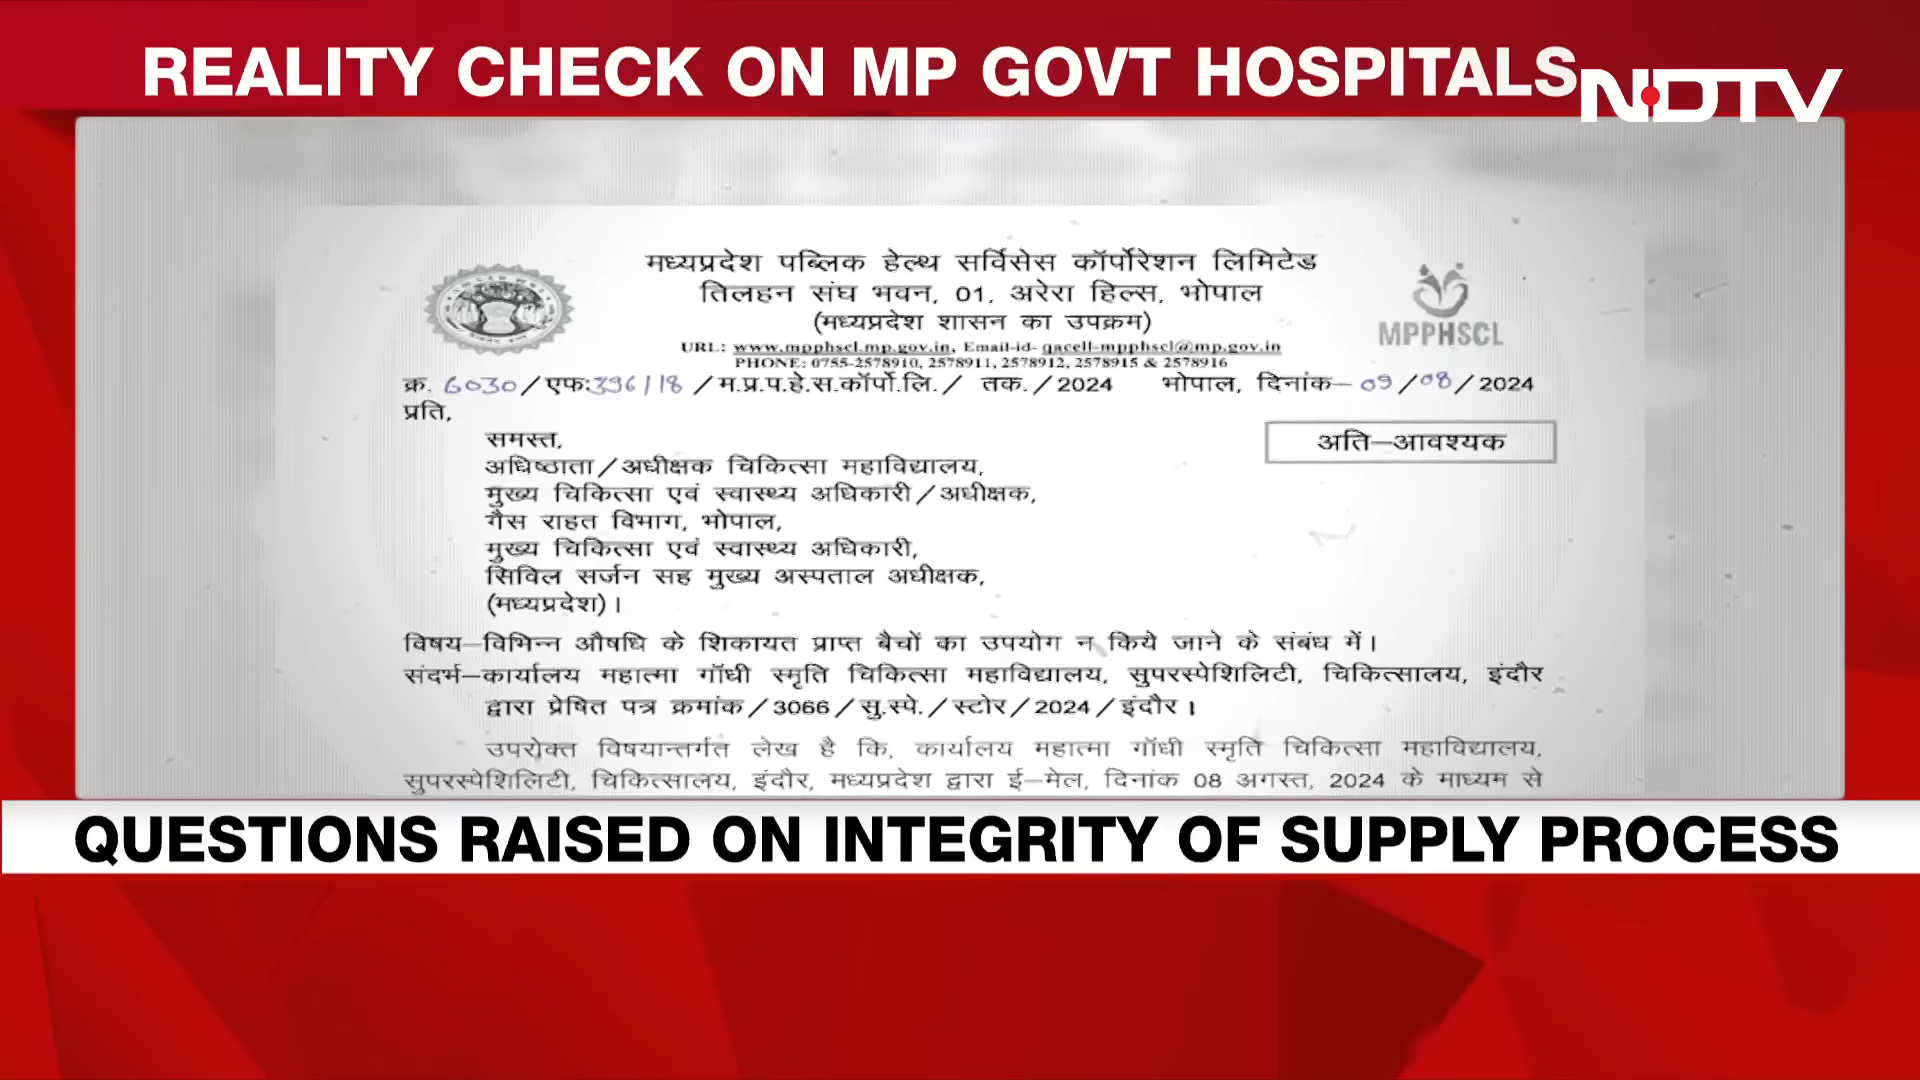 REALITY CHECK ON MP GOVT HOSPITALS
NDTV
मध्यप्रदेश पब्लिक हेल्थ सर्विसेस कॉर्पोरेशन लिमिटेड
तिलहन संघ भवन, 01, अरेरा हिल्स, भोपाल
(मध्यप्रदेश शासन का उपक्रम)
MPPHSCL
URL: www.mpphscl.mp.gov.in, Email-id- qacell-mpphscl@mp.gov.in
PHONE: 0755-2578910, 2578911, 2578912, 2578915 & 2578916
क्र. 6030/एफ:396/18/म.प्र.प.हे.स.कॉर्पो.लि./ तक./2024 भोपाल, दिनांक– 09/08/2024
प्रति,
अति–आवश्यक
समस्त,
अधिष्ठाता/अधीक्षक चिकित्सा महाविद्यालय,
मुख्य चिकित्सा एवं स्वास्थ्य अधिकारी/अधीक्षक,
गैस राहत विभाग, भोपाल,
मुख्य चिकित्सा एवं स्वास्थ्य अधिकारी,
सिविल सर्जन सह मुख्य अस्पताल अधीक्षक,
(मध्यप्रदेश)।
विषय–विभिन्न औषधि के शिकायत प्राप्त बैचों का उपयोग न किये जाने के संबंध में।
संदर्भ–कार्यालय महात्मा गॉधी स्मृति चिकित्सा महाविद्यालय, सुपरस्पेशिलिटी, चिकित्सालय, इंदौर
द्वारा प्रेषित पत्र क्रमांक/3066/सु.स्पे./स्टोर/2024/इंदौर।
उपरोक्त विषयान्तर्गत लेख है कि, कार्यालय महात्मा गॉधी स्मृति चिकित्सा महाविद्यालय,
सुपरस्पेशिलिटी, चिकित्सालय, इंदौर, मध्यप्रदेश द्वारा ई–मेल, दिनांक 08 अगस्त, 2024 के माध्यम से
QUESTIONS RAISED ON INTEGRITY OF SUPPLY PROCESS